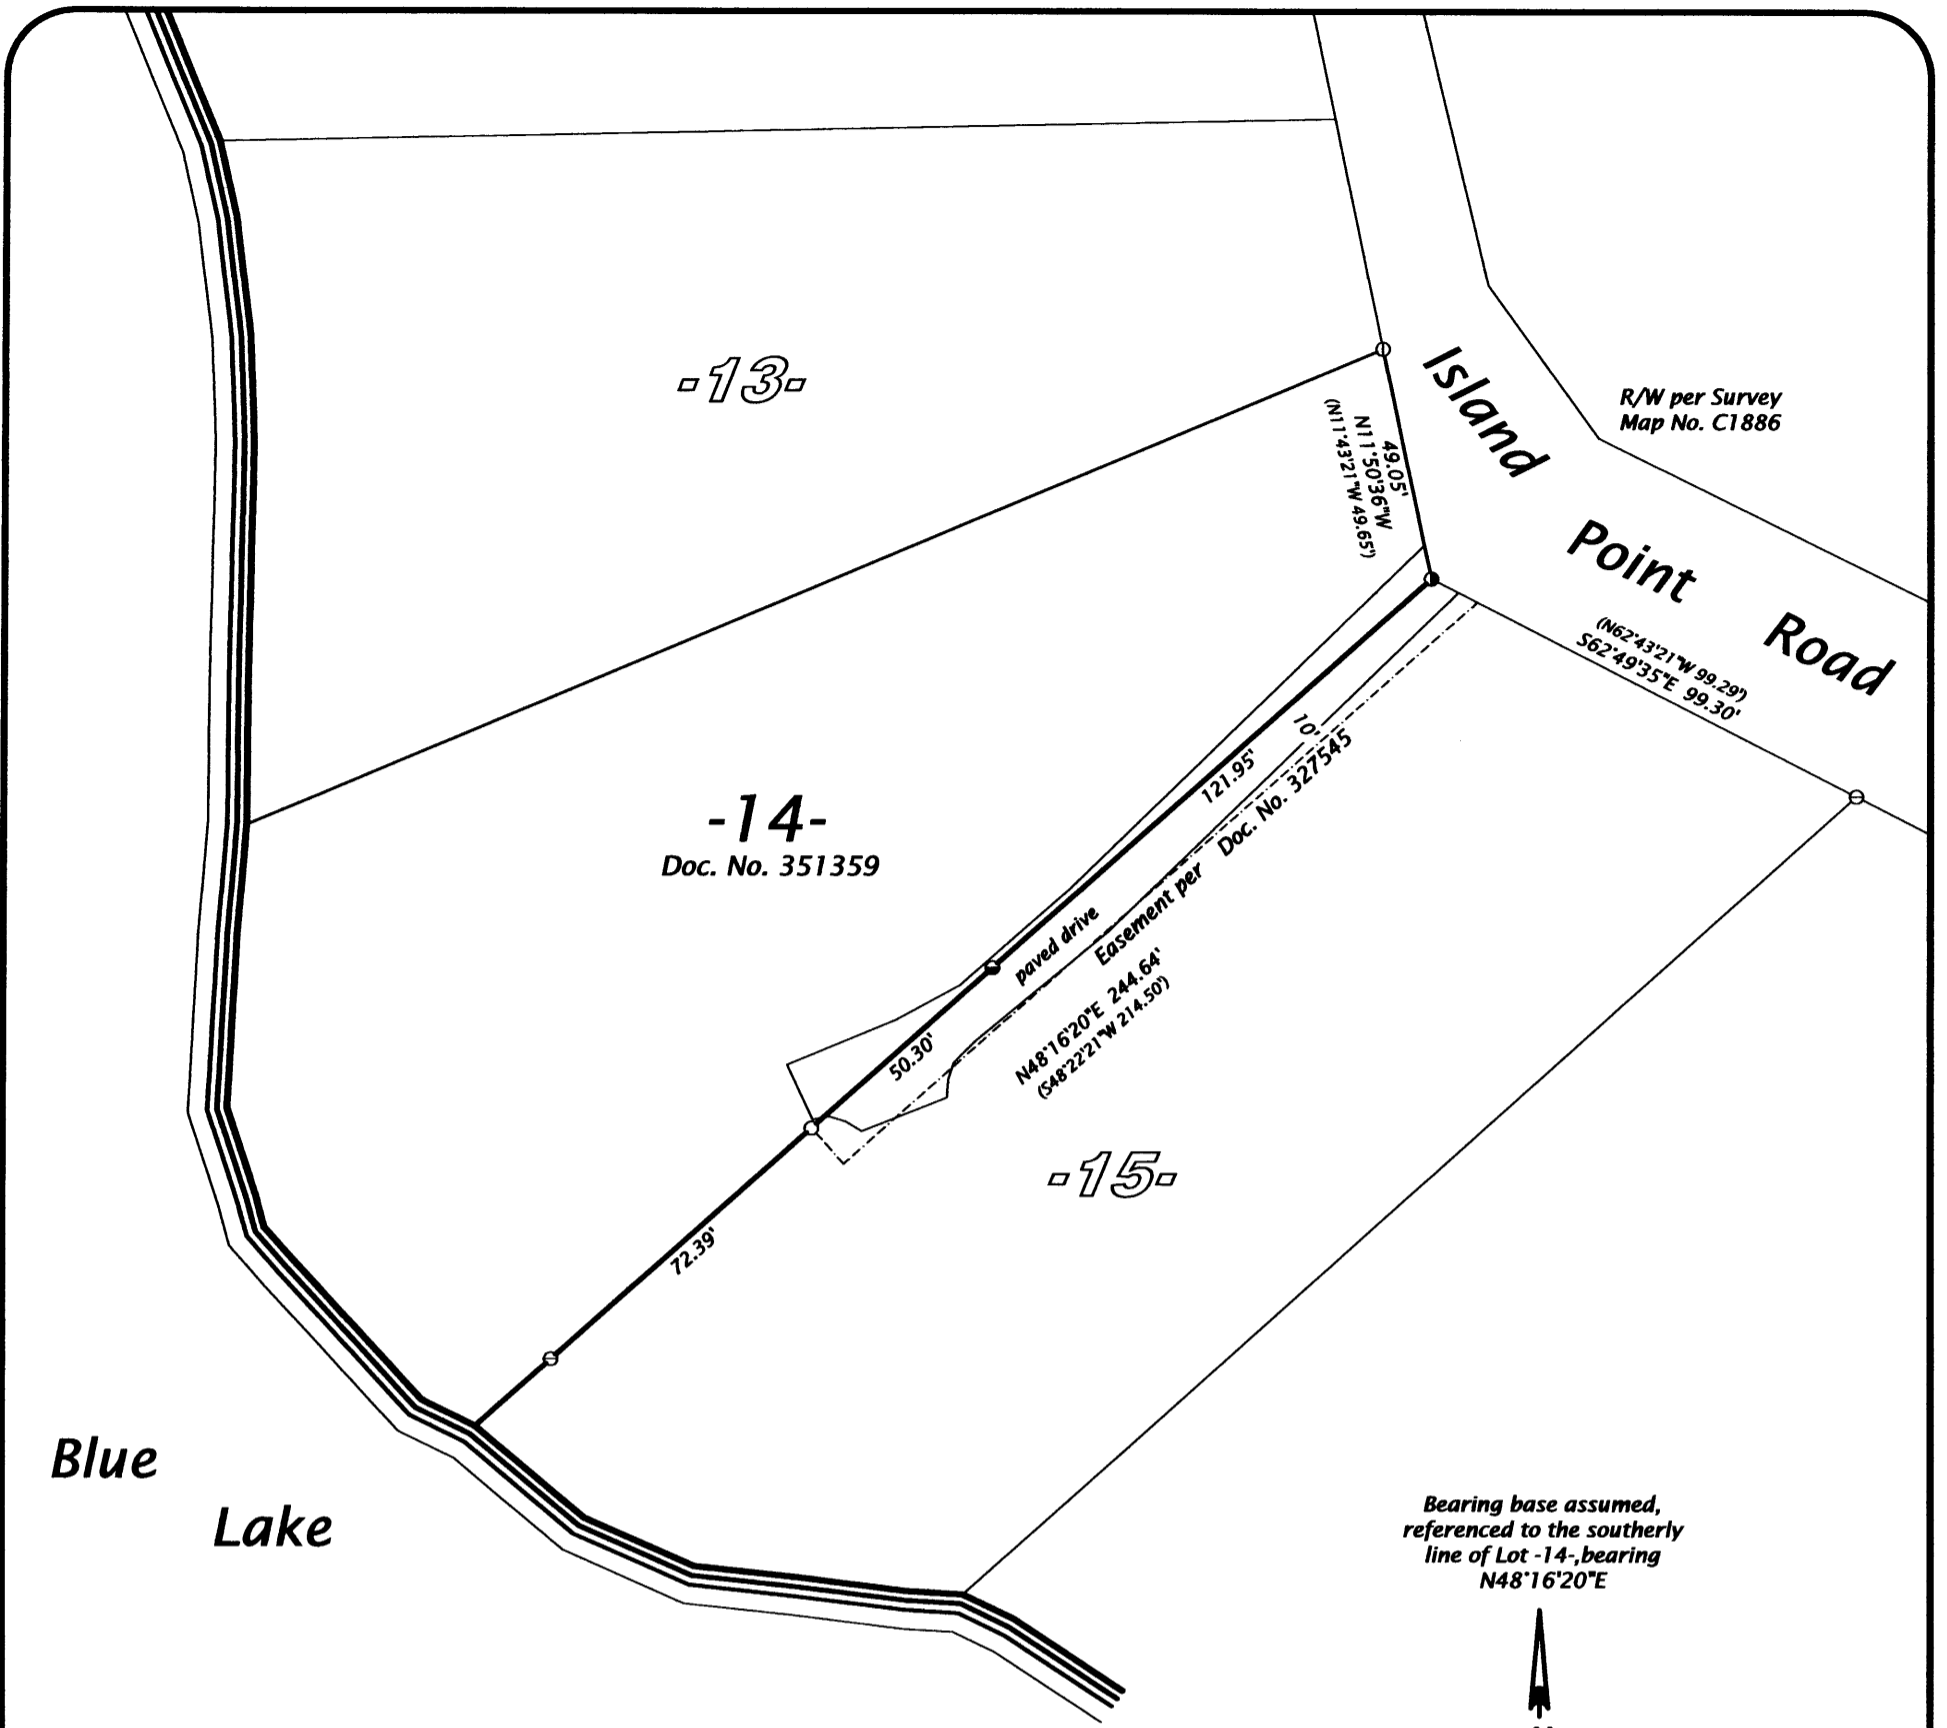 -13-
Island
Point
Road
R/W per Survey
Map No. C1886
49.05'
N11°50'36"W
(N11°43'21"W 49.65')
(N62°43'21"W 99.29')
S62°49'35"E 99.30'
-14-
Doc. No. 351359
10'
121.95'
Easement per Doc. No. 327545
paved drive
50.30'
N48°16'20"E 244.64'
(S48°22'21"W 214.50')
-15-
72.39'
Blue
Lake
Bearing base assumed,
referenced to the southerly
line of Lot -14-,bearing
N48°16'20"E